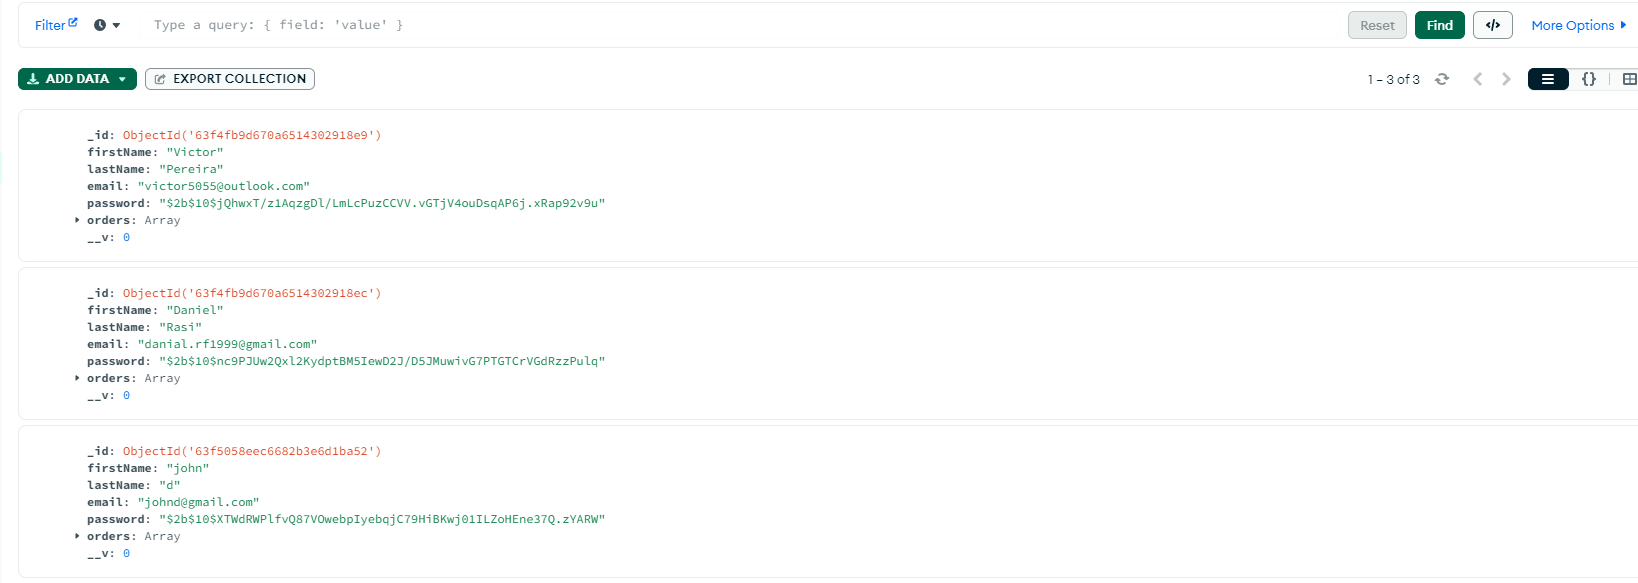 Filter Type a query: { field: 'value' } Reset Find </> More Options
ADD DATA EXPORT COLLECTION 1 – 3 of 3 {}
_id: ObjectId('63f4fb9d670a6514302918e9')
firstName: "Victor"
lastName: "Pereira"
email: "victor5055@outlook.com"
password: "$2b$10$jQhwxT/z1AqzgDl/LmLcPuzCCVV.vGTjV4ouDsqAP6j.xRap92v9u"
orders: Array
__v: 0
_id: ObjectId('63f4fb9d670a6514302918ec')
firstName: "Daniel"
lastName: "Rasi"
email: "danial.rf1999@gmail.com"
password: "$2b$10$nc9PJUw2Qxl2KydptBM5IewD2J/D5JMuwivG7PTGTCrVGdRzzPulq"
orders: Array
__v: 0
_id: ObjectId('63f5058eec6682b3e6d1ba52')
firstName: "john"
lastName: "d"
email: "johnd@gmail.com"
password: "$2b$10$XTWdRWPlfvQ87VOwebpIyebqjC79HiBKwj01ILZoHEne37Q.zYARW"
orders: Array
__v: 0